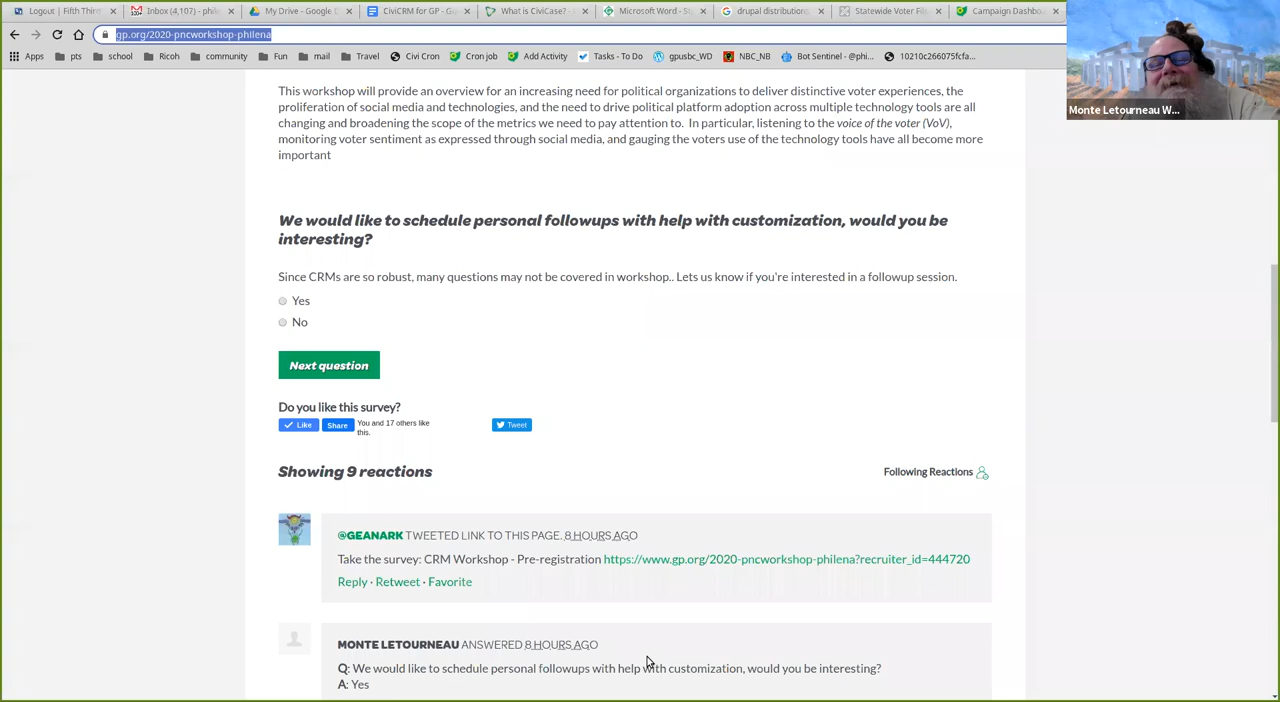 Logout | Fifth Thir
Inbox (4,107) - phile
My Drive - Google D
CiviCRM for GP - Gu
What is CiviCase? -
Microsoft Word - St
drupal distribution
Statewide Voter Fil
Campaign Dashbo
gp.org/2020-pncworkshop-philena
Apps
pts
school
Ricoh
community
Fun
mail
Travel
Civi Cron
Cron job
Add Activity
Tasks - To Do
gpusbc_WD
NBC_NB
Bot Sentinel - @phi...
10210c266075fcfa...
Monte Letourneau W...
This workshop will provide an overview for an increasing need for political organizations to deliver distinctive voter experiences, the
proliferation of social media and technologies, and the need to drive political platform adoption across multiple technology tools are all
changing and broadening the scope of the metrics we need to pay attention to. In particular, listening to the voice of the voter (VoV),
monitoring voter sentiment as expressed through social media, and gauging the voters use of the technology tools have all become more
important
We would like to schedule personal followups with help with customization, would you be
interesting?
Since CRMs are so robust, many questions may not be covered in workshop.. Lets us know if you're interested in a followup session.
Yes
No
Next question
Do you like this survey?
Like
Share
You and 17 others like
this.
Tweet
Showing 9 reactions
Following Reactions
@GEANARK TWEETED LINK TO THIS PAGE. 8 HOURS AGO
Take the survey: CRM Workshop - Pre-registration https://www.gp.org/2020-pncworkshop-philena?recruiter_id=444720
Reply · Retweet · Favorite
MONTE LETOURNEAU ANSWERED 8 HOURS AGO
Q: We would like to schedule personal followups with help with customization, would you be interesting?
A: Yes